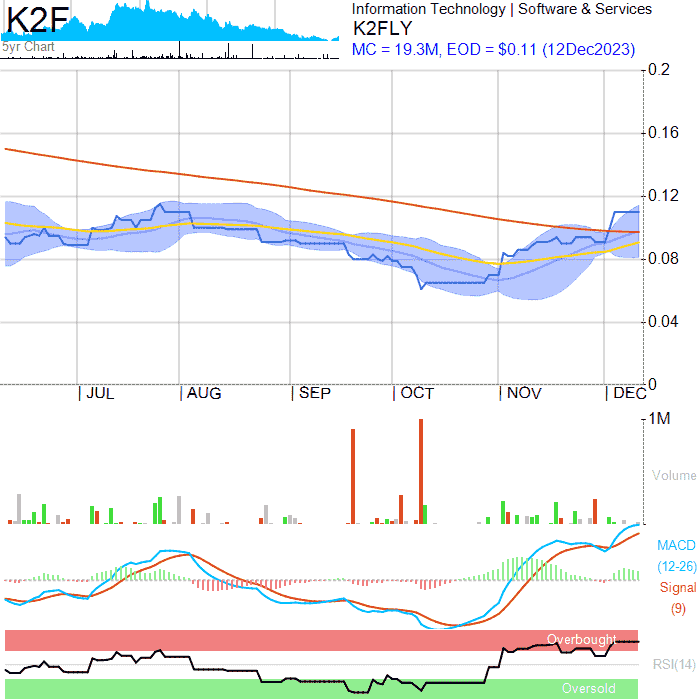 K2F
5yr Chart
Information Technology | Software & Services
K2FLY
MC = 19.3M, EOD = $0.11 (12Dec2023)
0.2
0.16
0.12
0.08
0.04
0
| JUL | AUG | SEP | OCT | NOV | DEC
1M
Volume
MACD
(12-26)
Signal
(9)
Overbought
RSI(14)
Oversold